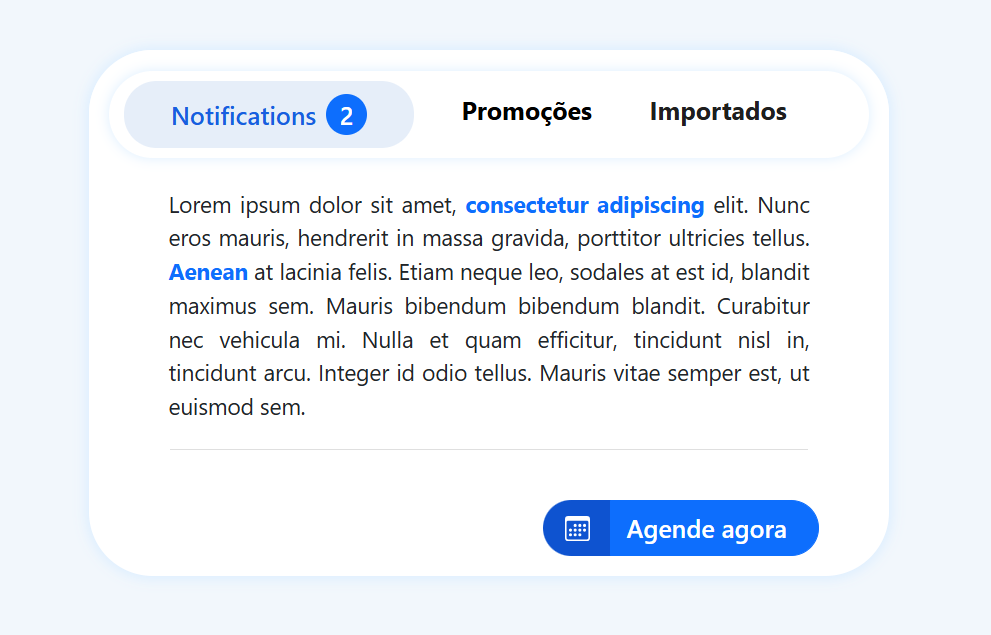 Notifications 2 Promoções Importados
Lorem ipsum dolor sit amet, consectetur adipiscing elit. Nunc
eros mauris, hendrerit in massa gravida, porttitor ultricies tellus.
Aenean at lacinia felis. Etiam neque leo, sodales at est id, blandit
maximus sem. Mauris bibendum bibendum blandit. Curabitur
nec vehicula mi. Nulla et quam efficitur, tincidunt nisl in,
tincidunt arcu. Integer id odio tellus. Mauris vitae semper est, ut
euismod sem.
Agende agora